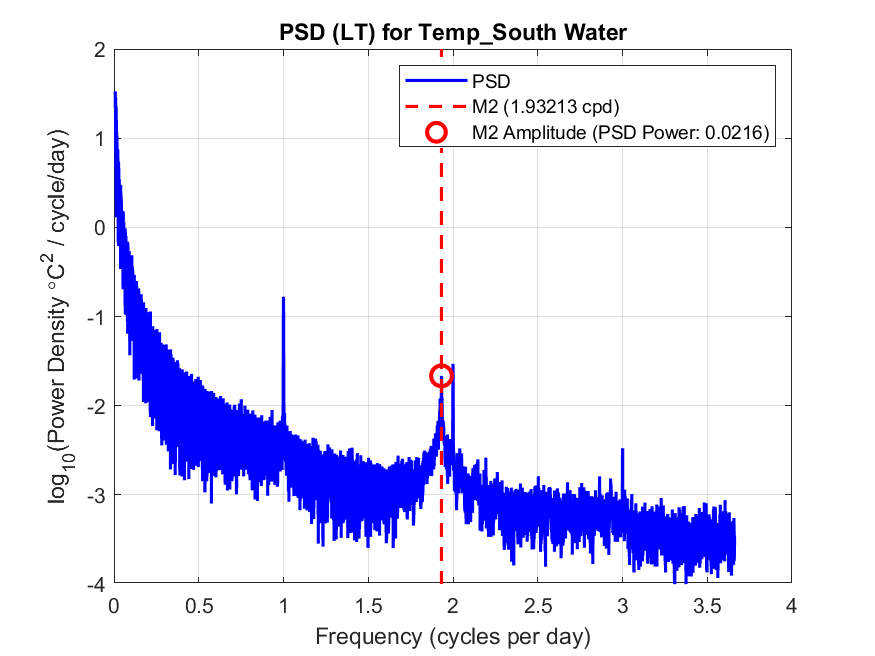 PSD (LT) for Temp_South Water
PSD
M2 (1.93213 cpd)
M2 Amplitude (PSD Power: 0.0216)
log10(Power Density °C2 / cycle/day)
2
1
0
-1
-2
-3
-4
0 0.5 1 1.5 2 2.5 3 3.5 4
Frequency (cycles per day)